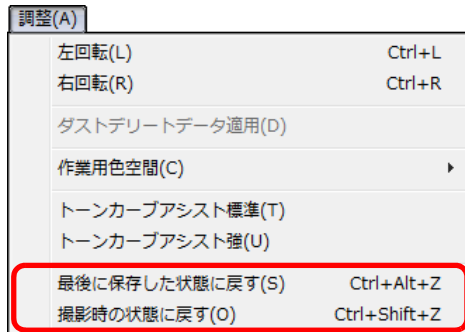 調整(A)
左回転(L) Ctrl+L
右回転(R) Ctrl+R
ダストデリートデータ適用(D)
作業用色空間(C)
トーンカーブアシスト標準(T)
トーンカーブアシスト強(U)
最後に保存した状態に戻す(S) Ctrl+Alt+Z
撮影時の状態に戻す(O) Ctrl+Shift+Z